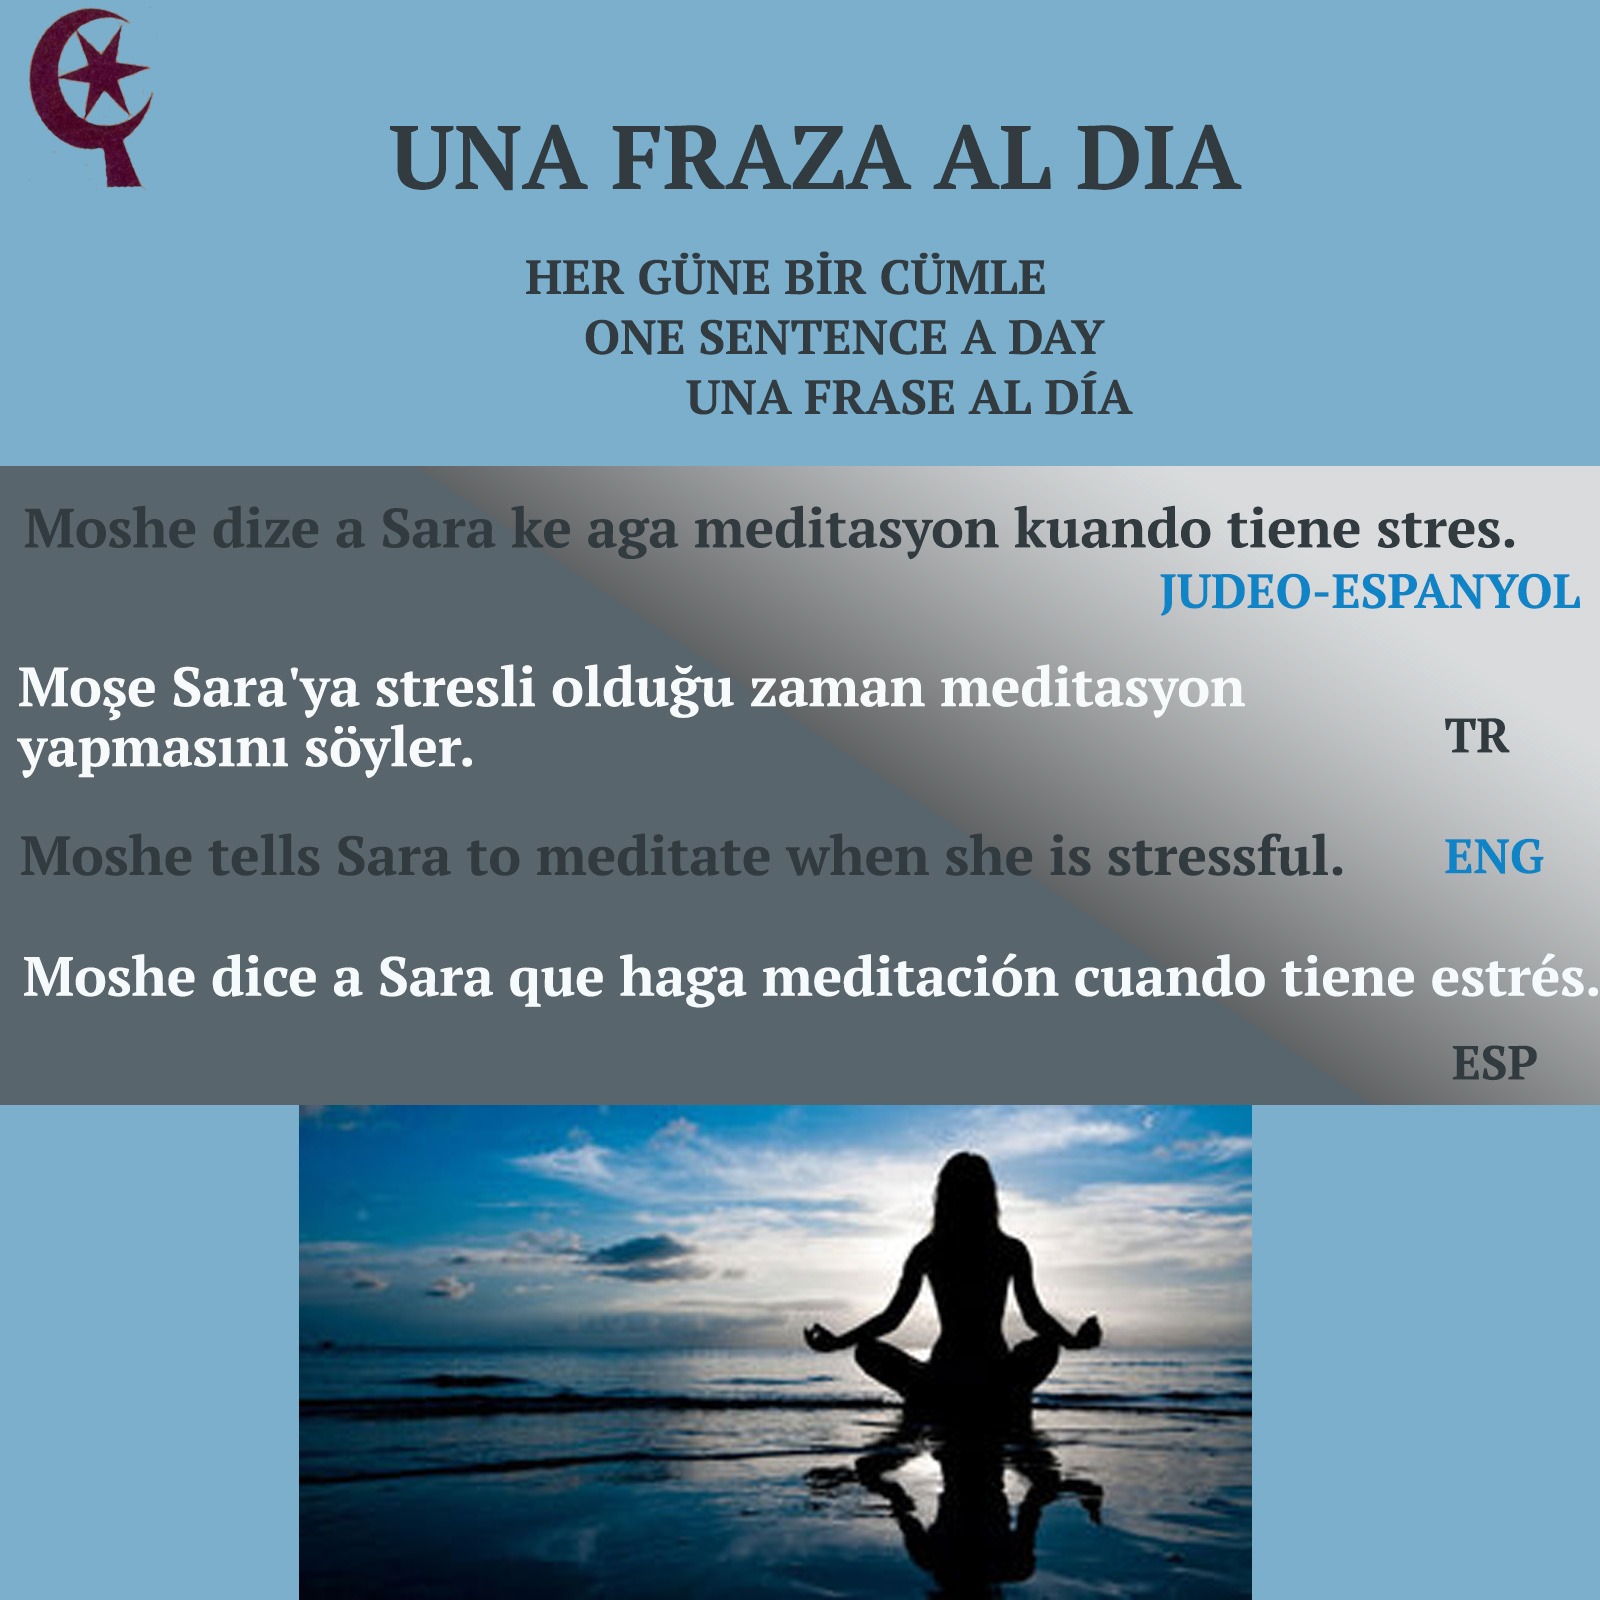 UNA FRAZA AL DIA
HER GÜNE BİR CÜMLE
ONE SENTENCE A DAY
UNA FRASE AL DÍA
Moshe dize a Sara ke aga meditasyon kuando tiene stres.
JUDEO-ESPANYOL
Moşe Sara'ya stresli olduğu zaman meditasyon
yapmasını söyler.
TR
Moshe tells Sara to meditate when she is stressful.
ENG
Moshe dice a Sara que haga meditación cuando tiene estrés.
ESP